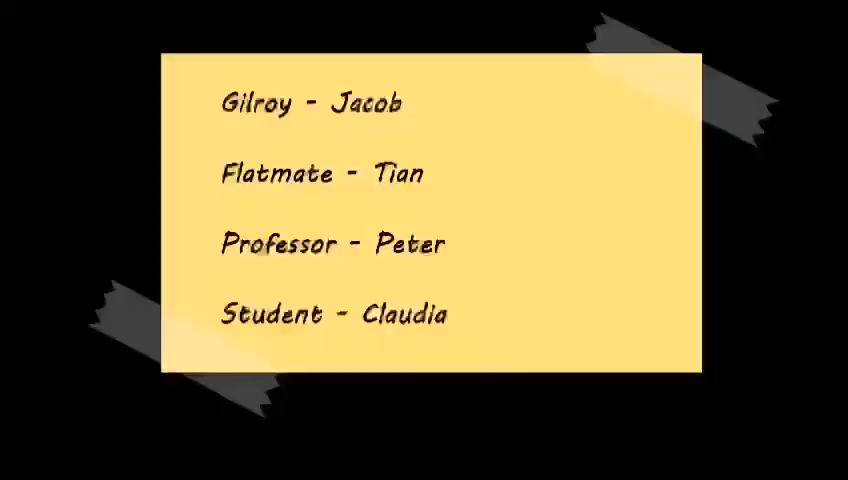 Gilroy - Jacob
Flatmate - Tian
Professor - Peter
Student - Claudia